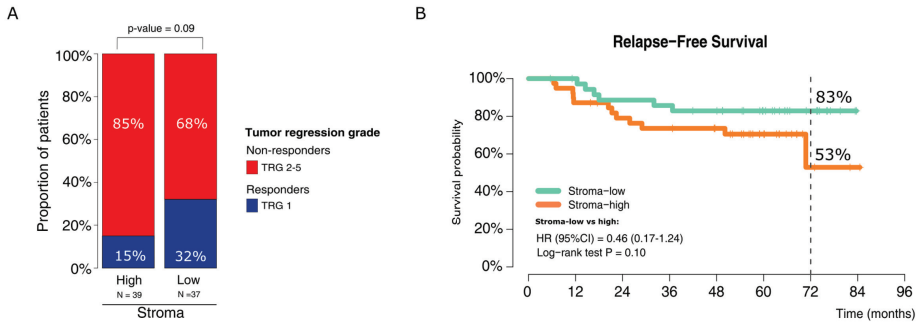 A
p-value = 0.09
100%
80%
60%
40%
20%
0%
Proportion of patients
85%
68%
15%
32%
High
Low
N = 39
N =37
Stroma
Tumor regression grade
Non-responders
TRG 2-5
Responders
TRG 1
B
Relapse-Free Survival
100%
80%
60%
40%
20%
0%
Survival probability
83%
53%
Stroma-low
Stroma-high
Stroma-low vs high:
HR (95%CI) = 0.46 (0.17-1.24)
Log-rank test P = 0.10
0 12 24 36 48 60 72 84 96
Time (months)